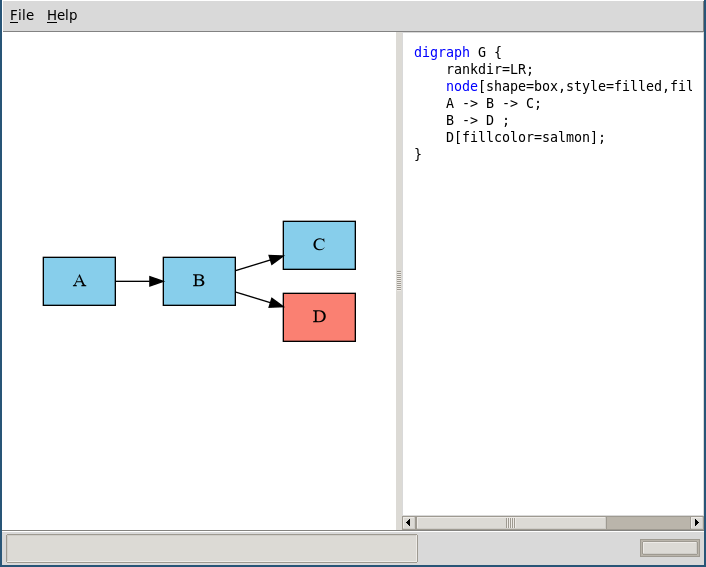 File Help
digraph G {
    rankdir=LR;
    node[shape=box,style=filled,fil
    A -> B -> C;
    B -> D ;
    D[fillcolor=salmon];
}
C
A B
D